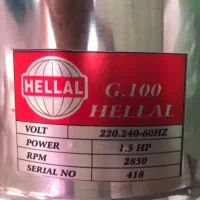 HELLAL
G.100
HELLAL
VOLT 220.240-60HZ
POWER 1.5 HP
RPM 2850
SERIAL NO 418